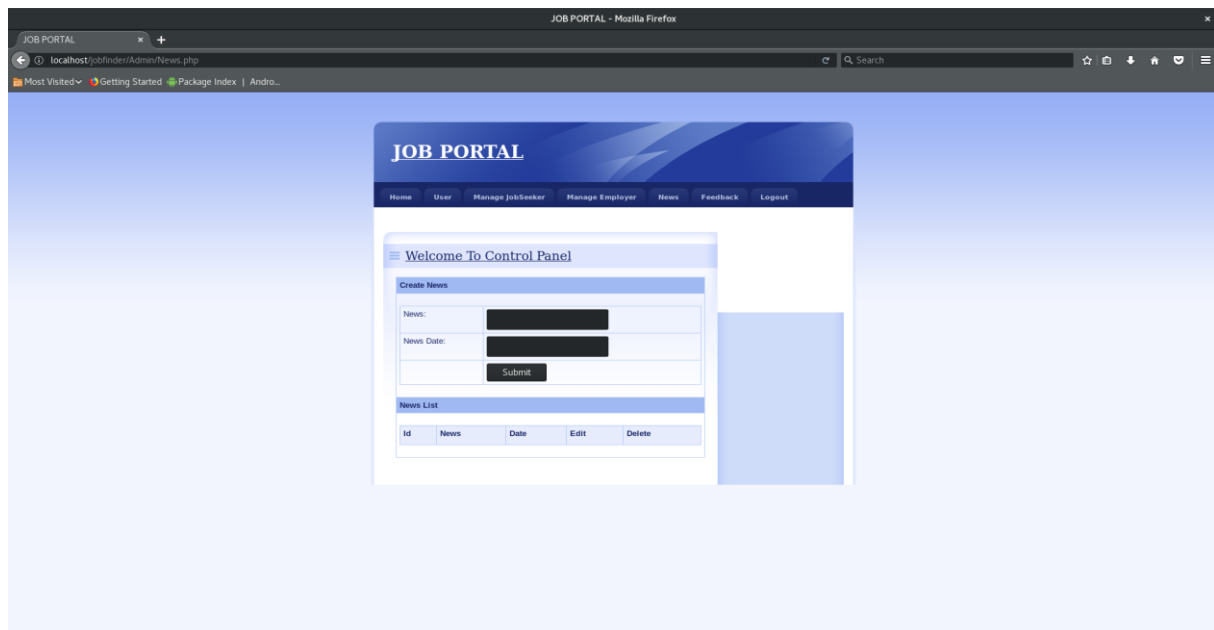 JOB PORTAL - Mozilla Firefox
JOB PORTAL
localhost/jobfinder/Admin/News.php
Search
Most Visited Getting Started Package Index | Andro...
JOB PORTAL
Home User Manage JobSeeker Manage Employer News Feedback Logout
Welcome To Control Panel
Create News
News:
News Date:
Submit
News List
Id News Date Edit Delete